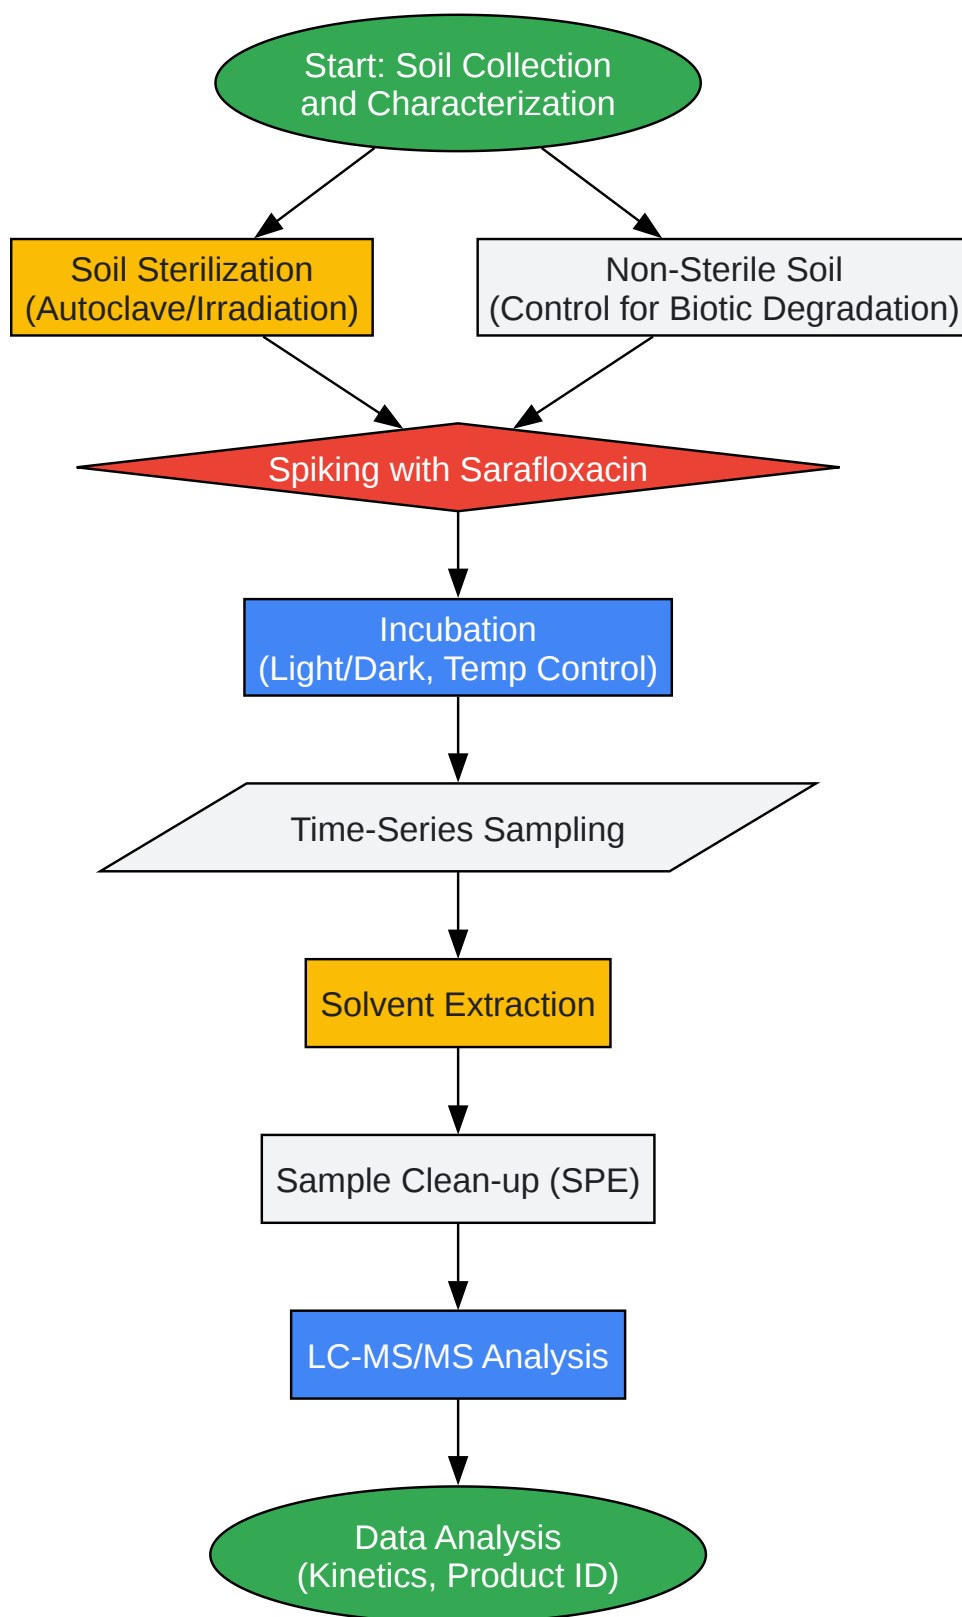 Start: Soil Collection
and Characterization
Soil Sterilization
(Autoclave/Irradiation)
Non-Sterile Soil
(Control for Biotic Degradation)
Spiking with Sarafloxacin
Incubation
(Light/Dark, Temp Control)
Time-Series Sampling
Solvent Extraction
Sample Clean-up (SPE)
LC-MS/MS Analysis
Data Analysis
(Kinetics, Product ID)